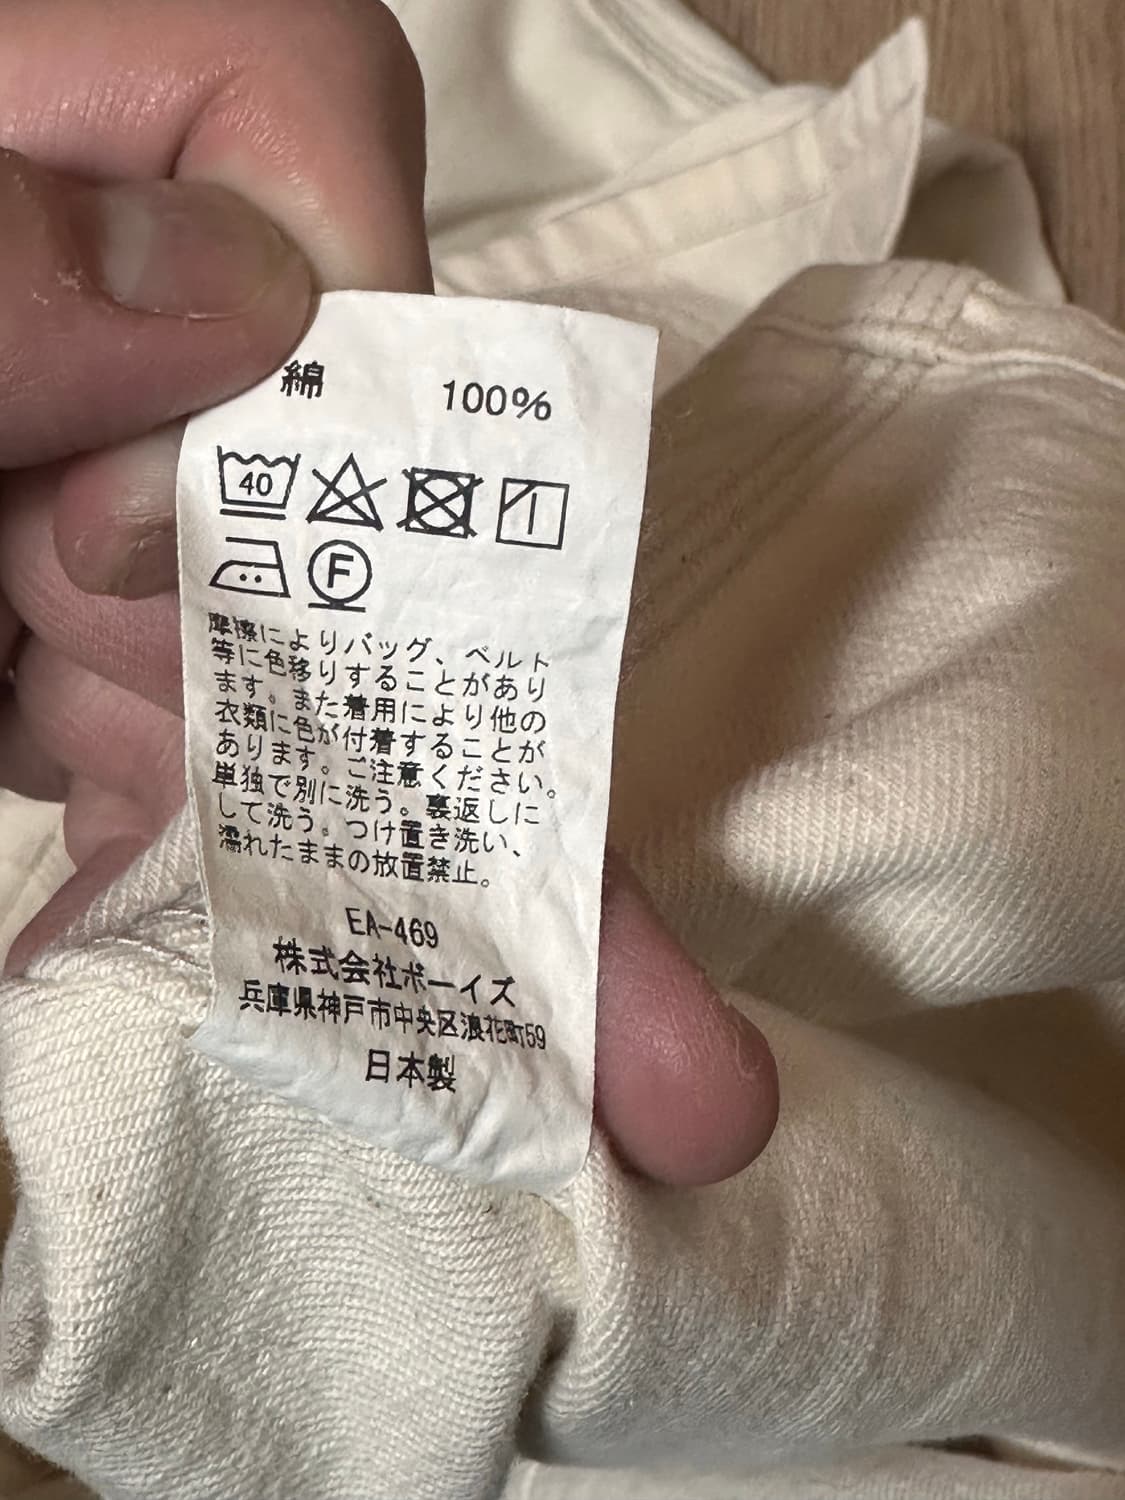 綿 100%
40
F
摩擦によりバッグ、ベルト
等に色移りすることがあり
ます。また着用により他の
衣類に色が付着することが
あります。ご注意ください。
単独で別に洗う。裏返しに
して洗う。つけ置き洗い、
濡れたままの放置禁止。
EA-469
株式会社ボーイズ
兵庫県神戸市中央区浪花町59
日本製